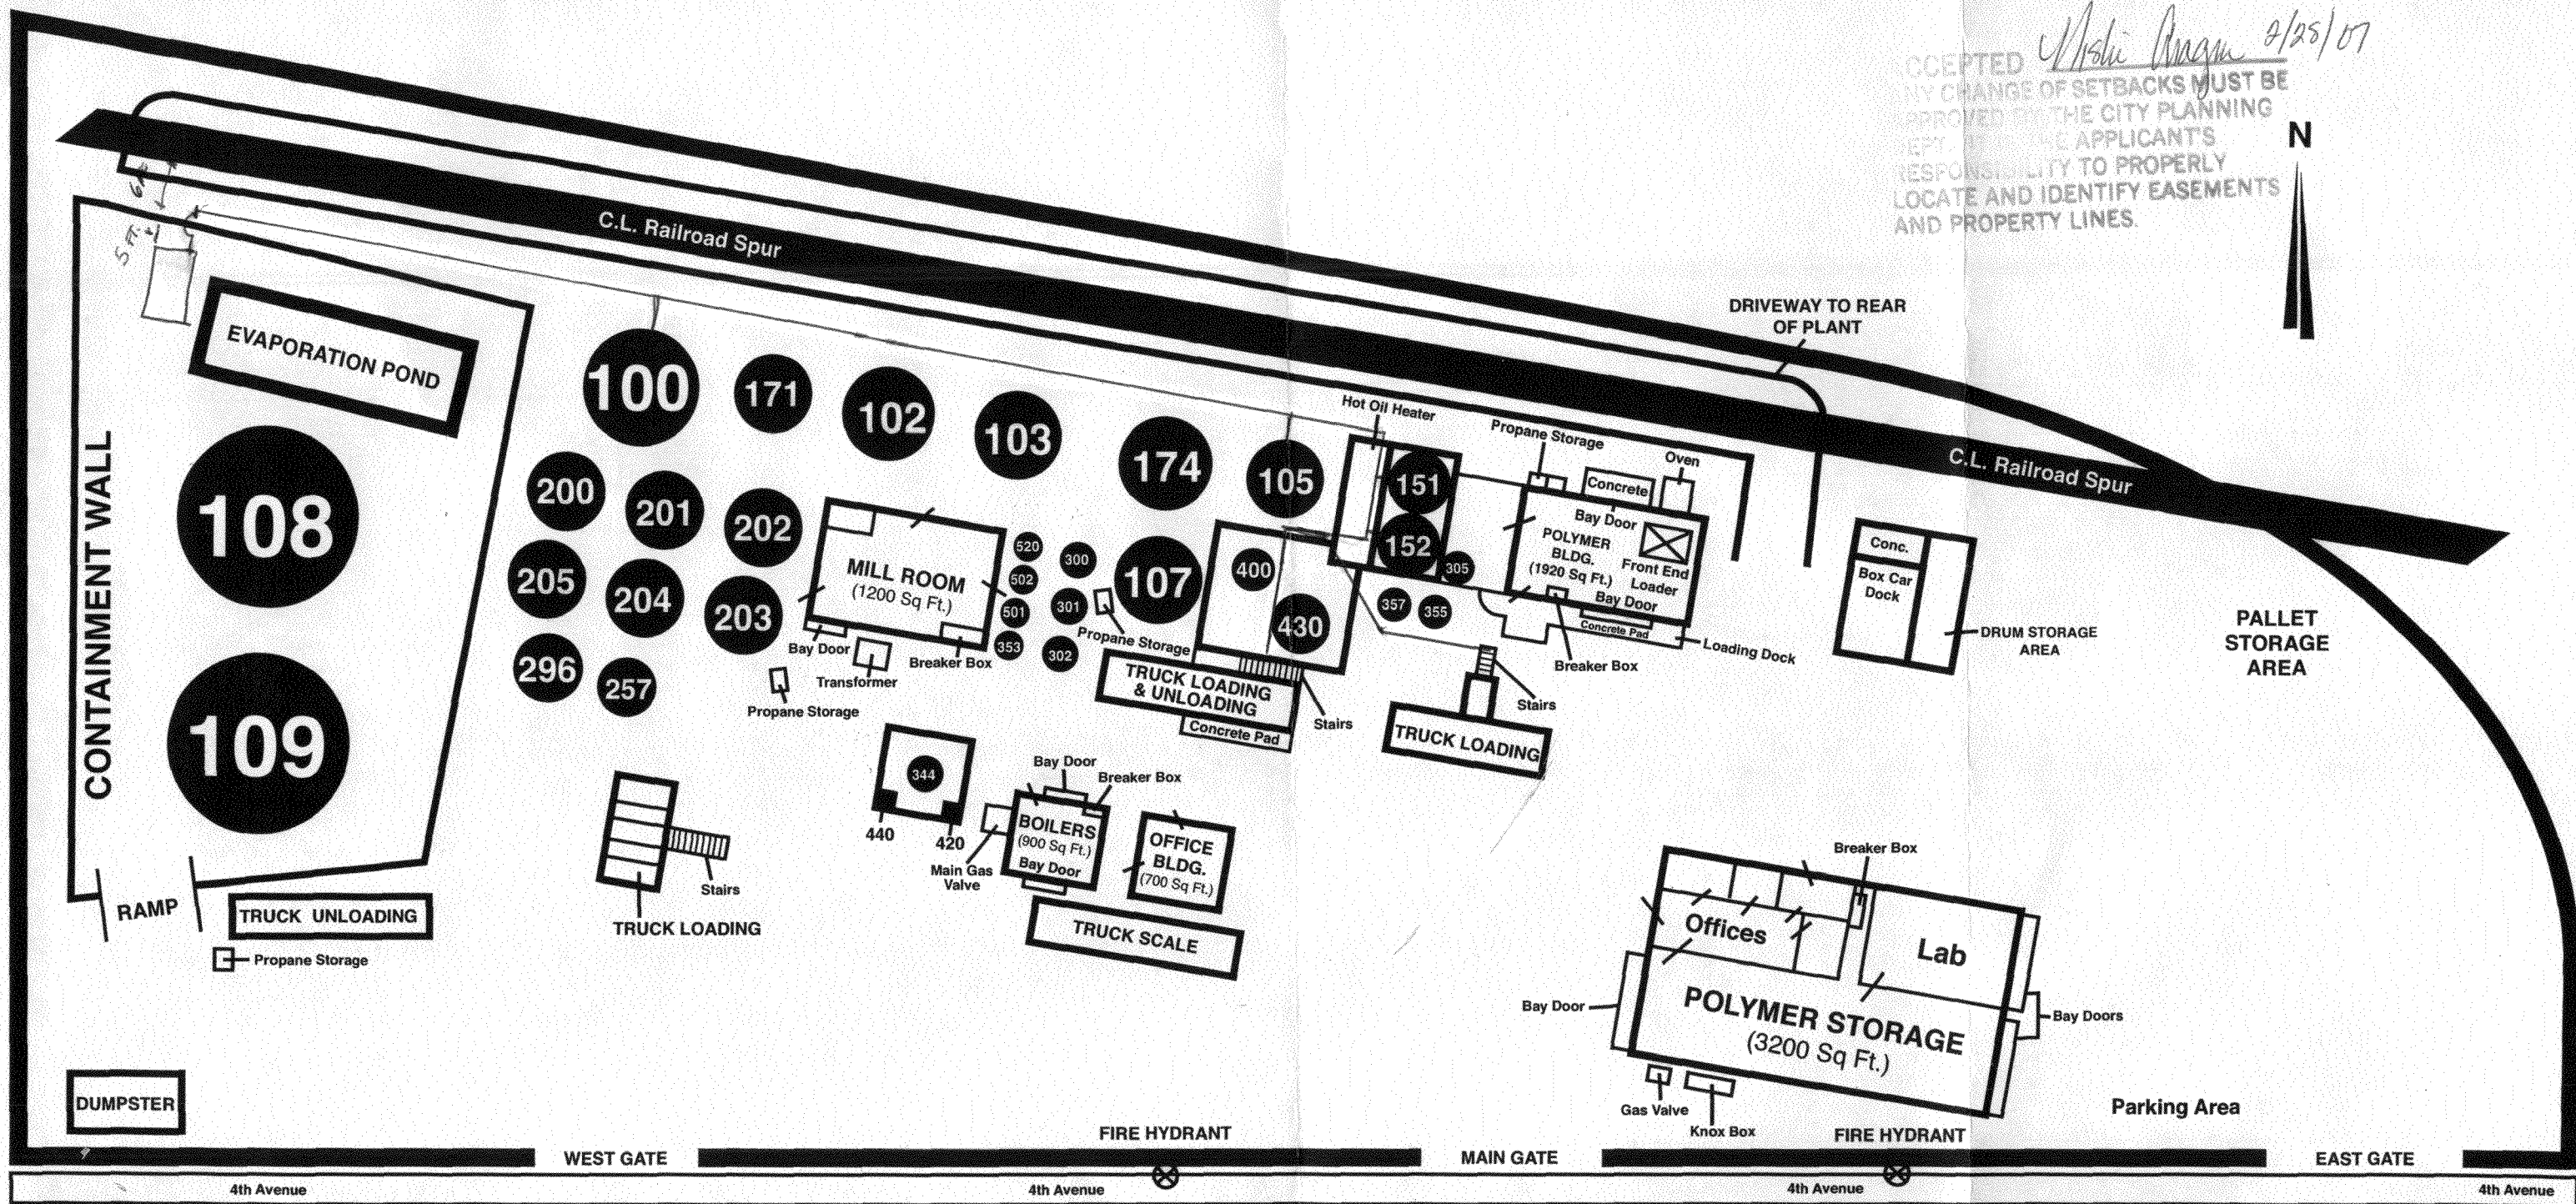 2/28/07
ACCEPTED
ANY CHANGE OF SETBACKS MUST BE
APPROVED BY THE CITY PLANNING
DEPT. IT IS THE APPLICANT'S
RESPONSIBILITY TO PROPERLY
LOCATE AND IDENTIFY EASEMENTS
AND PROPERTY LINES.
N
5 FT.
C.L. Railroad Spur
DRIVEWAY TO REAR
OF PLANT
C.L. Railroad Spur
EVAPORATION POND
CONTAINMENT WALL
108
109
RAMP
TRUCK UNLOADING
Propane Storage
DUMPSTER
100
171
102
103
174
105
200
201
202
205
204
203
296
257
MILL ROOM
(1200 Sq Ft.)
Bay Door
Transformer
Breaker Box
Propane Storage
520
502
501
353
300
301
302
Propane Storage
107
400
430
Hot Oil Heater
151
152
305
357
355
Propane Storage
Concrete
Oven
Bay Door
POLYMER
BLDG.
(1920 Sq Ft.)
Front End
Loader
Bay Door
Concrete Pad
Loading Dock
Breaker Box
Conc.
Box Car
Dock
DRUM STORAGE
AREA
PALLET
STORAGE
AREA
TRUCK LOADING
& UNLOADING
Concrete Pad
Stairs
Stairs
TRUCK LOADING
Stairs
TRUCK LOADING
344
440
420
Bay Door
Breaker Box
BOILERS
(900 Sq Ft.)
Bay Door
Main Gas
Valve
OFFICE
BLDG.
(700 Sq Ft.)
TRUCK SCALE
Breaker Box
Offices
Lab
POLYMER STORAGE
(3200 Sq Ft.)
Bay Door
Bay Doors
Gas Valve
Knox Box
Parking Area
FIRE HYDRANT
FIRE HYDRANT
WEST GATE
MAIN GATE
EAST GATE
4th Avenue
4th Avenue
4th Avenue
4th Avenue